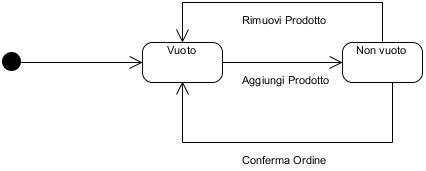 Rimuovi Prodotto
Vuoto
Non vuoto
Aggiungi Prodotto
Conferma Ordine